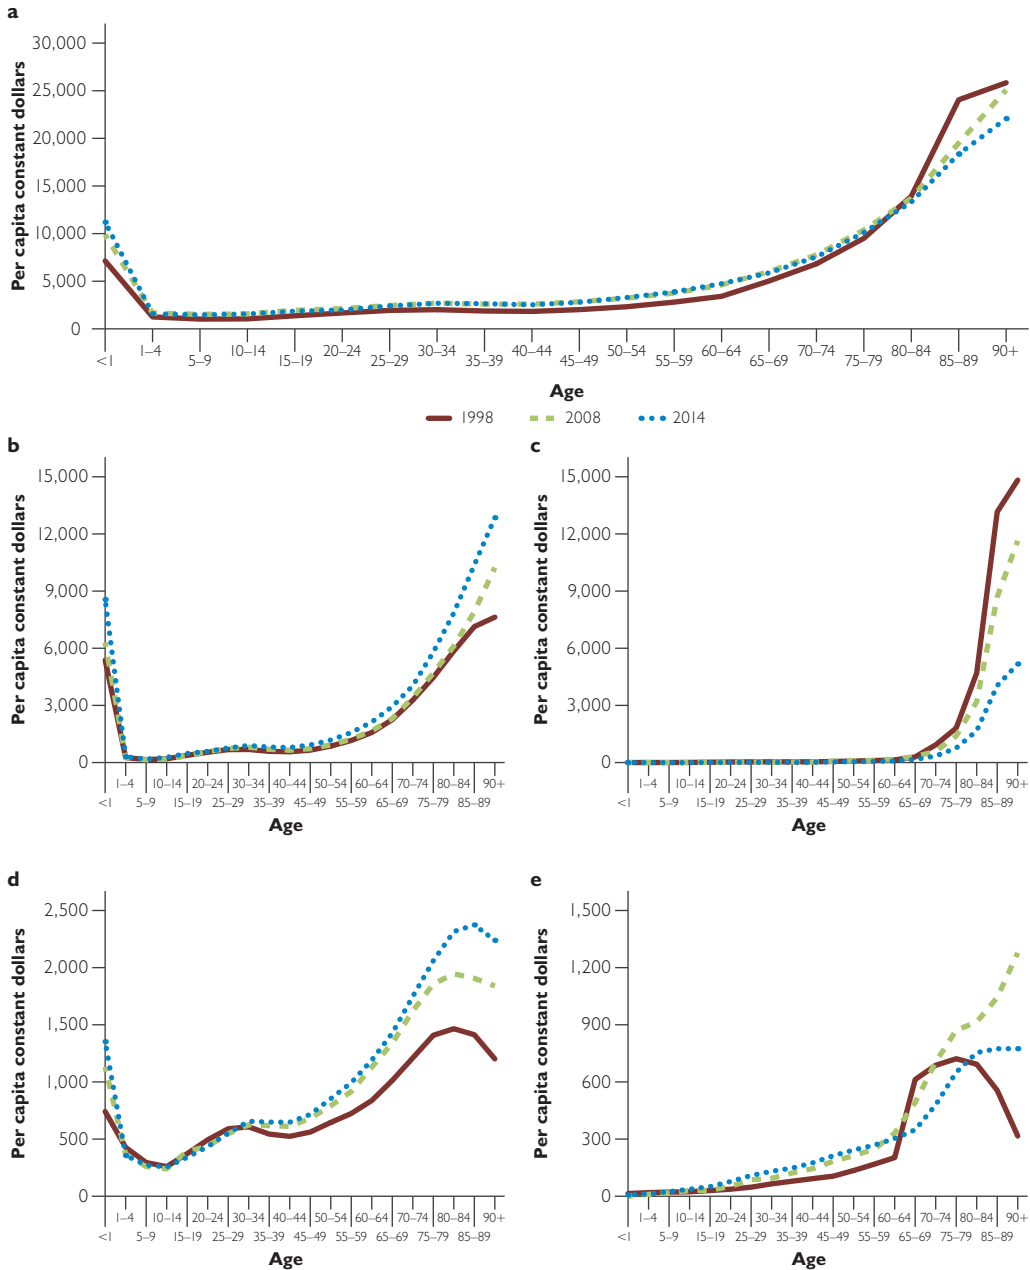 a
Per capita constant dollars
30,000
25,000
20,000
15,000
10,000
5,000
0
<1 1–4 5–9 10–14 15–19 20–24 25–29 30–34 35–39 40–44 45–49 50–54 55–59 60–64 65–69 70–74 75–79 80–84 85–89 90+
Age
1998 2008 2014
b
Per capita constant dollars
15,000
12,000
9,000
6,000
3,000
0
1–4 10–14 20–24 30–34 40–44 50–54 60–64 70–74 80–84 90+
<1 5–9 15–19 25–29 35–39 45–49 55–59 65–69 75–79 85–89
Age
c
Per capita constant dollars
15,000
12,000
9,000
6,000
3,000
0
1–4 10–14 20–24 30–34 40–44 50–54 60–64 70–74 80–84 90+
<1 5–9 15–19 25–29 35–39 45–49 55–59 65–69 75–79 85–89
Age
d
Per capita constant dollars
2,500
2,000
1,500
1,000
500
0
1–4 10–14 20–24 30–34 40–44 50–54 60–64 70–74 80–84 90+
<1 5–9 15–19 25–29 35–39 45–49 55–59 65–69 75–79 85–89
Age
e
Per capita constant dollars
1,500
1,200
900
600
300
0
1–4 10–14 20–24 30–34 40–44 50–54 60–64 70–74 80–84 90+
<1 5–9 15–19 25–29 35–39 45–49 55–59 65–69 75–79 85–89
Age